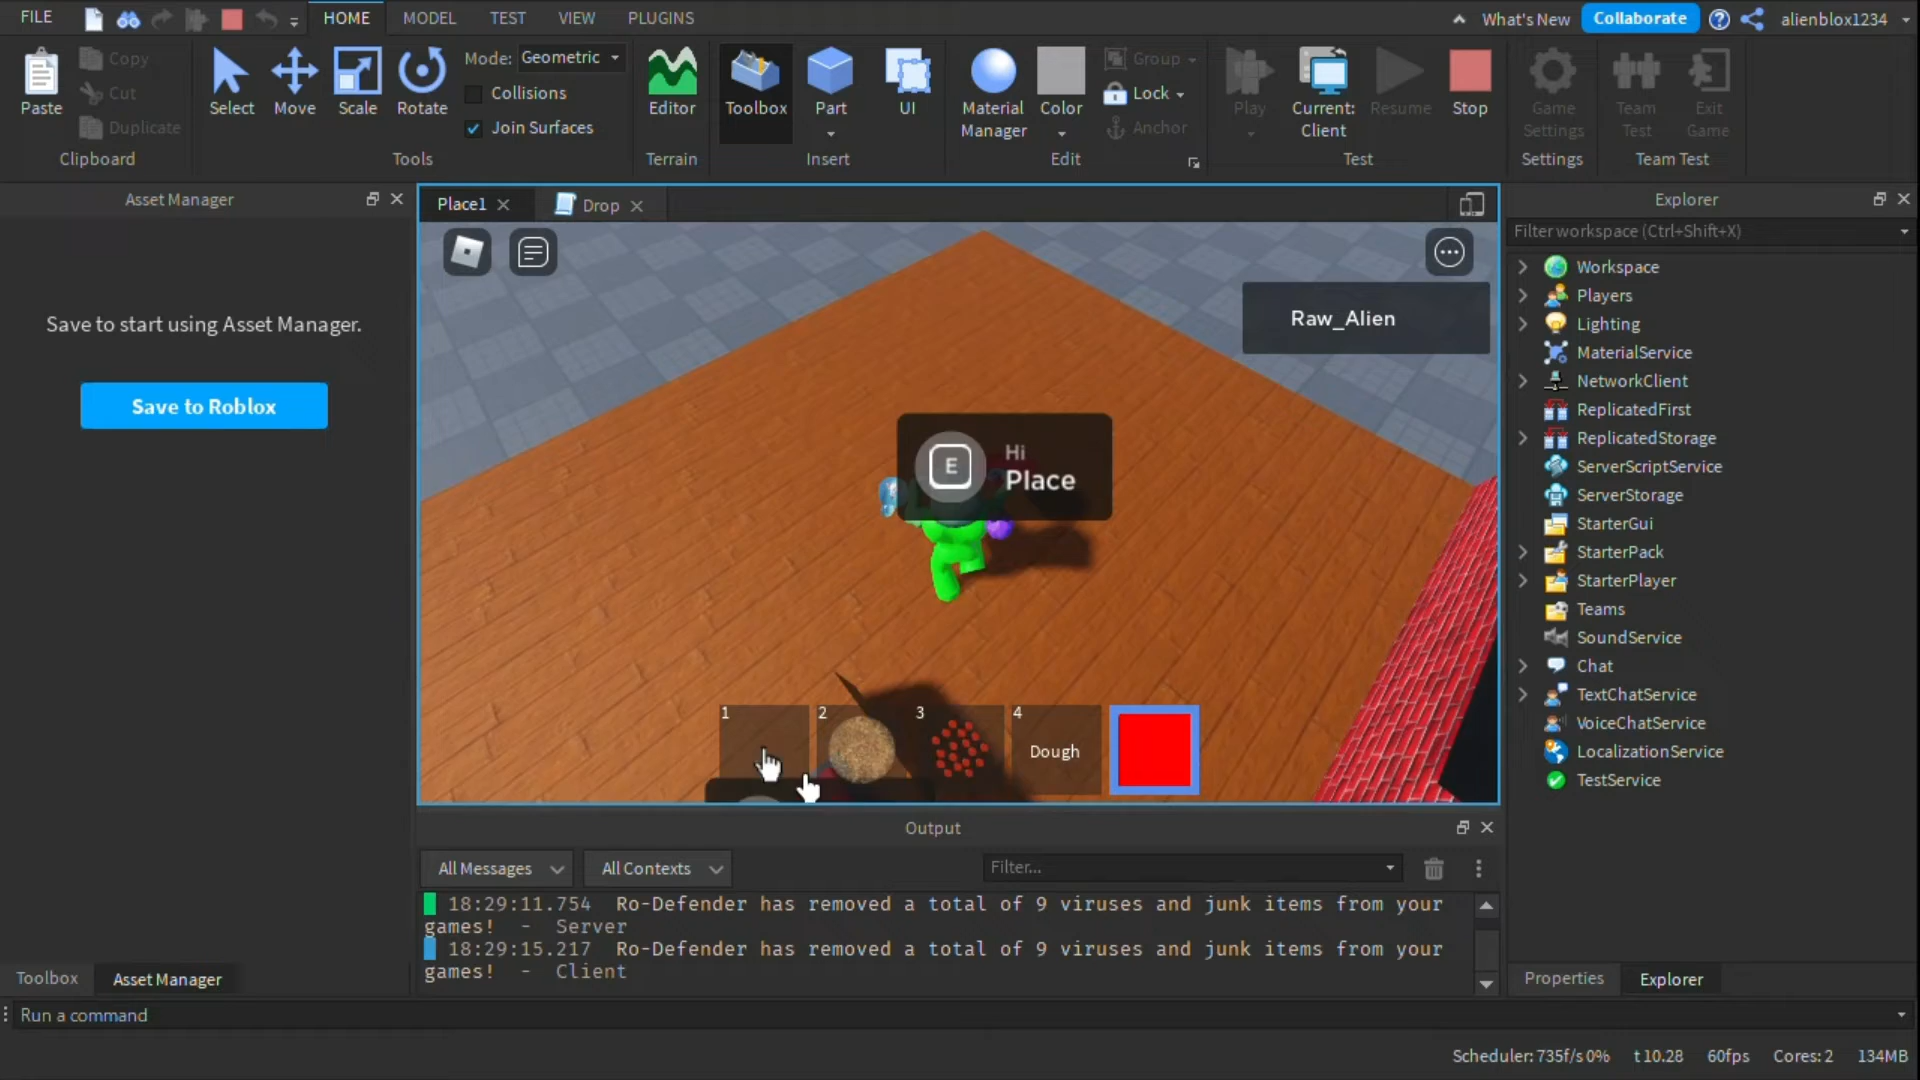 FILE
HOME
MODEL
TEST
VIEW
PLUGINS
What's New
Collaborate
alienblox1234
Paste
Copy
Cut
Duplicate
Clipboard
Select
Move
Scale
Rotate
Mode: Geometric
Collisions
Join Surfaces
Tools
Editor
Terrain
Toolbox
Part
UI
Insert
Material
Manager
Color
Group
Lock
Anchor
Edit
Play
Current:
Client
Resume
Stop
Test
Game
Settings
Settings
Team
Test
Exit
Game
Team Test
Asset Manager
Save to start using Asset Manager.
Save to Roblox
Toolbox
Asset Manager
Place1
Drop
Raw_Alien
E
Hi
Place
1
2
3
4
Dough
Output
All Messages
All Contexts
Filter...
18:29:11.754 Ro-Defender has removed a total of 9 viruses and junk items from your
games! - Server
18:29:15.217 Ro-Defender has removed a total of 9 viruses and junk items from your
games! - Client
Explorer
Filter workspace (Ctrl+Shift+X)
Workspace
Players
Lighting
MaterialService
NetworkClient
ReplicatedFirst
ReplicatedStorage
ServerScriptService
ServerStorage
StarterGui
StarterPack
StarterPlayer
Teams
SoundService
Chat
TextChatService
VoiceChatService
LocalizationService
TestService
Properties
Explorer
Run a command
Scheduler: 735f/s 0%
t 10.28
60fps
Cores: 2
134MB